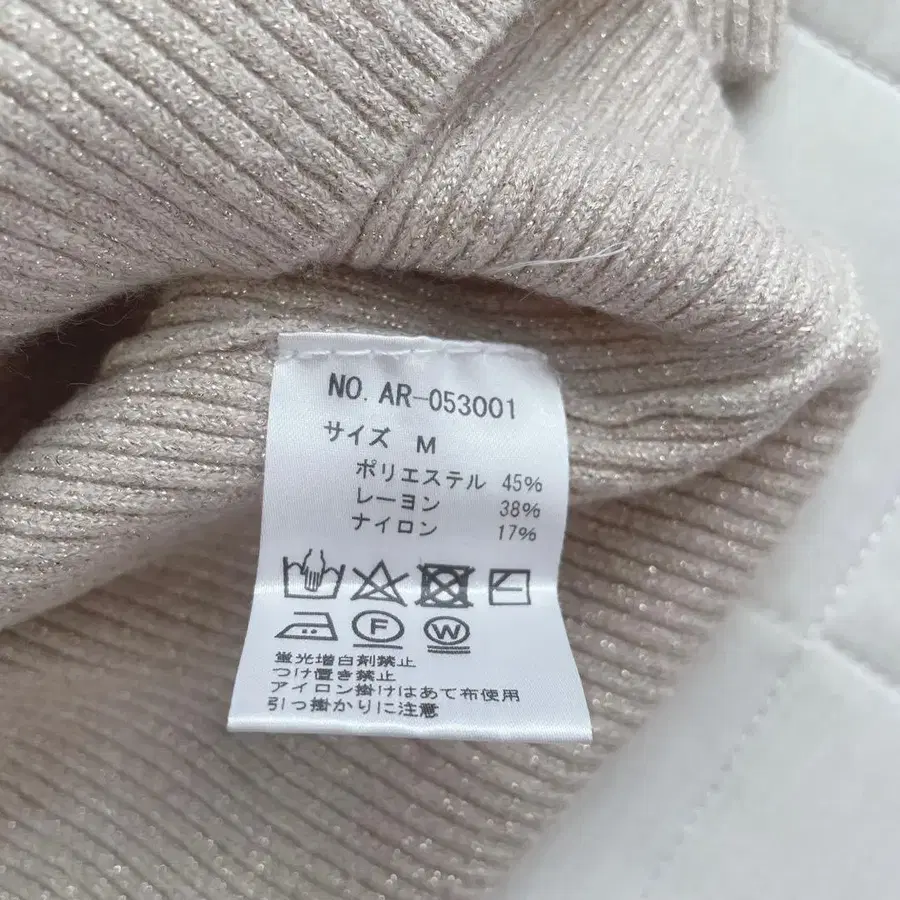 NO. AR-053001
サイズ M
ポリエステル 45%
レーヨン 38%
ナイロン 17%
F W
蛍光増白剤禁止
つけ置き禁止
アイロン掛けはあて布使用
引っ掛かりに注意